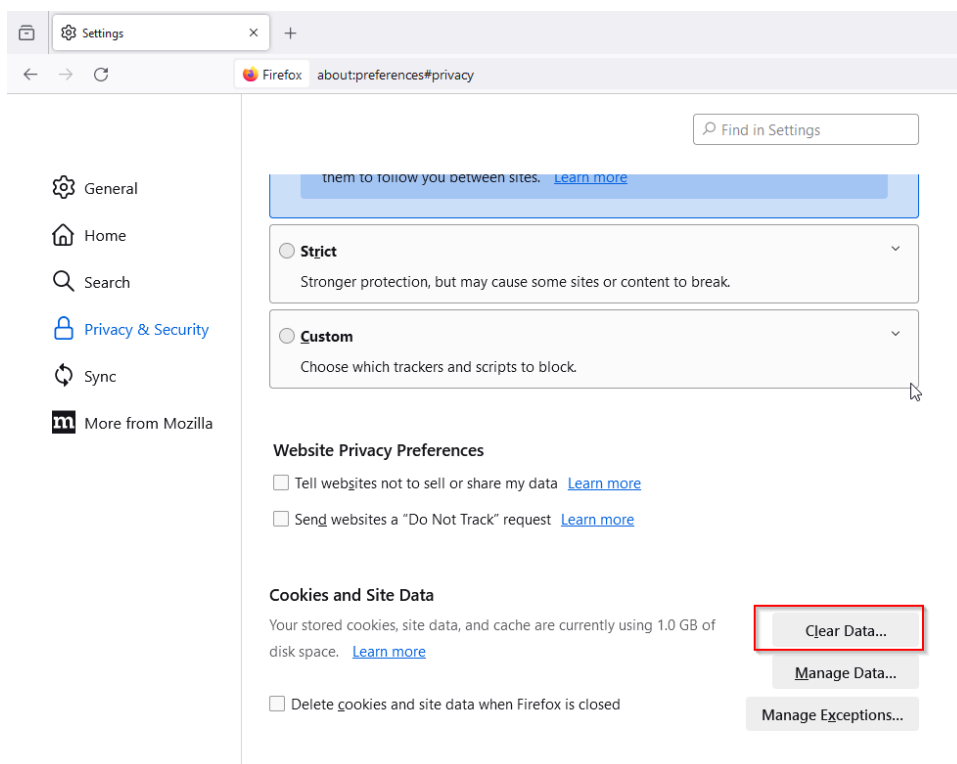 Settings
Firefox about:preferences#privacy
Find in Settings
General
Home
Search
Privacy & Security
Sync
m More from Mozilla
them to follow you between sites. Learn more
Strict
Stronger protection, but may cause some sites or content to break.
Custom
Choose which trackers and scripts to block.
Website Privacy Preferences
Tell websites not to sell or share my data Learn more
Send websites a “Do Not Track” request Learn more
Cookies and Site Data
Your stored cookies, site data, and cache are currently using 1.0 GB of
disk space. Learn more
Clear Data...
Manage Data...
Delete cookies and site data when Firefox is closed
Manage Exceptions...